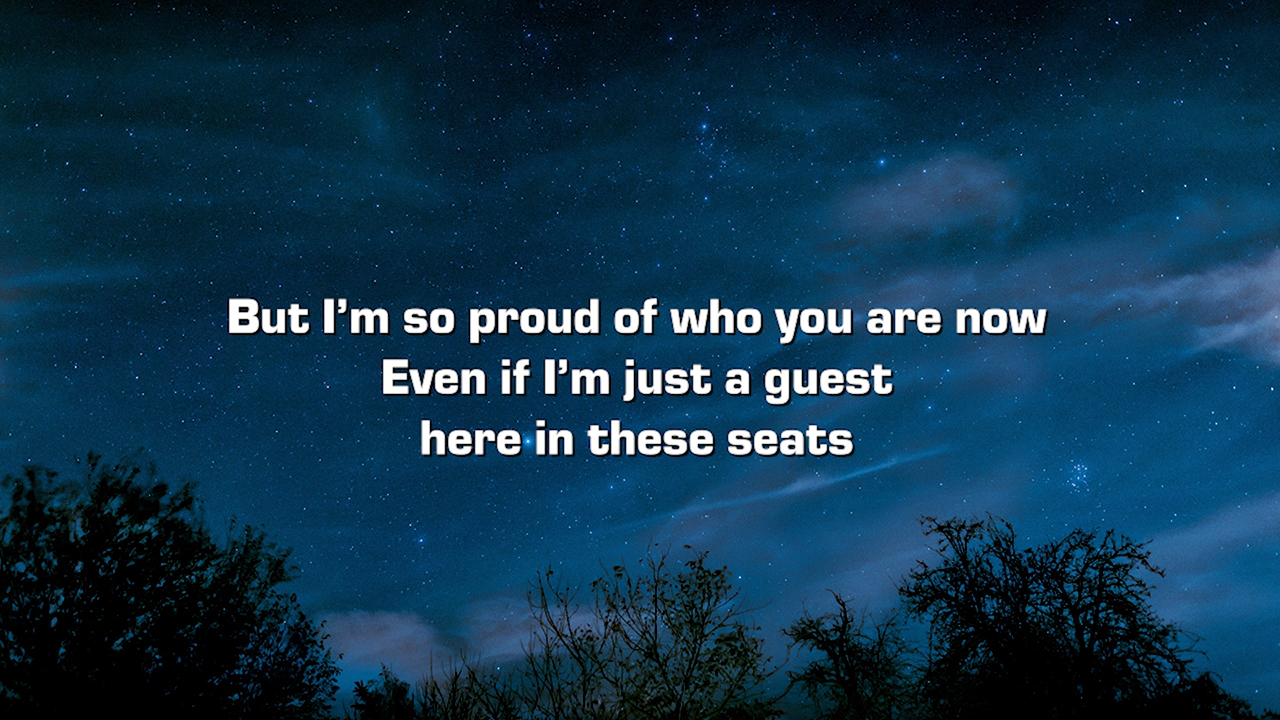 But I’m so proud of who you are now
Even if I’m just a guest
here in these seats